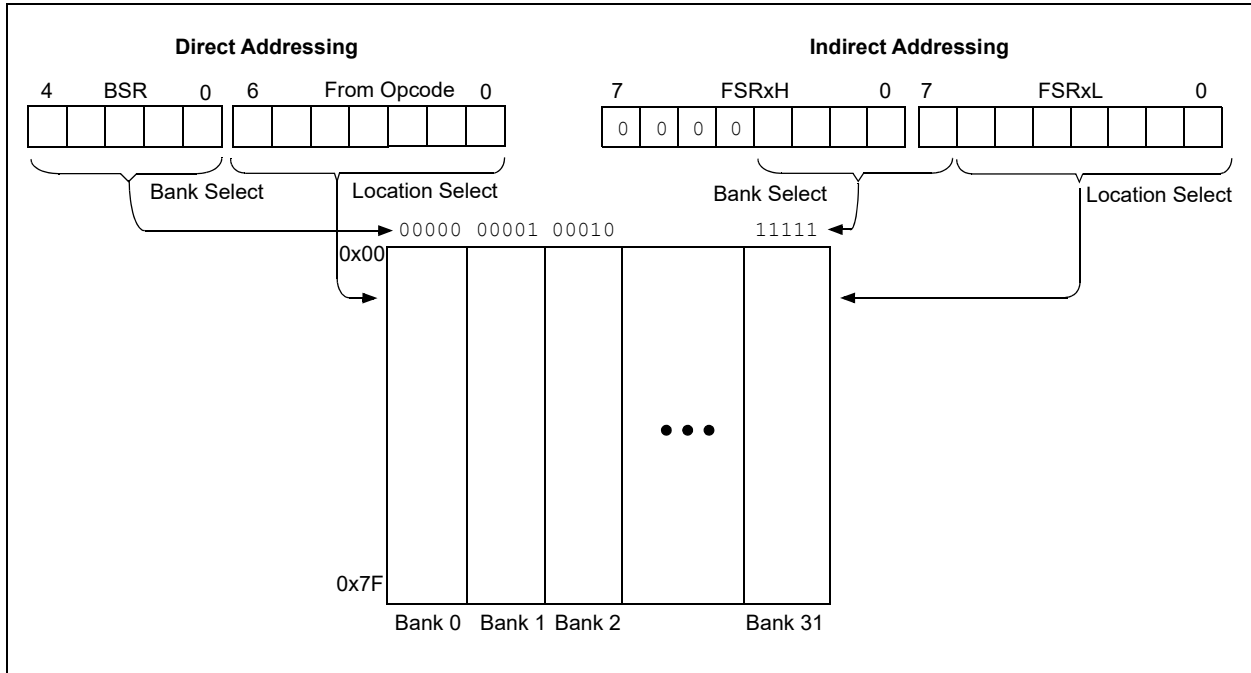 Direct Addressing Indirect Addressing
4 BSR 0 6 From Opcode 0 7 FSRxH 0 7 FSRxL 0
0 0 0 0
Bank Select Location Select Bank Select Location Select
00000 00001 00010 11111
0x00
0x7F
Bank 0 Bank 1 Bank 2 Bank 31